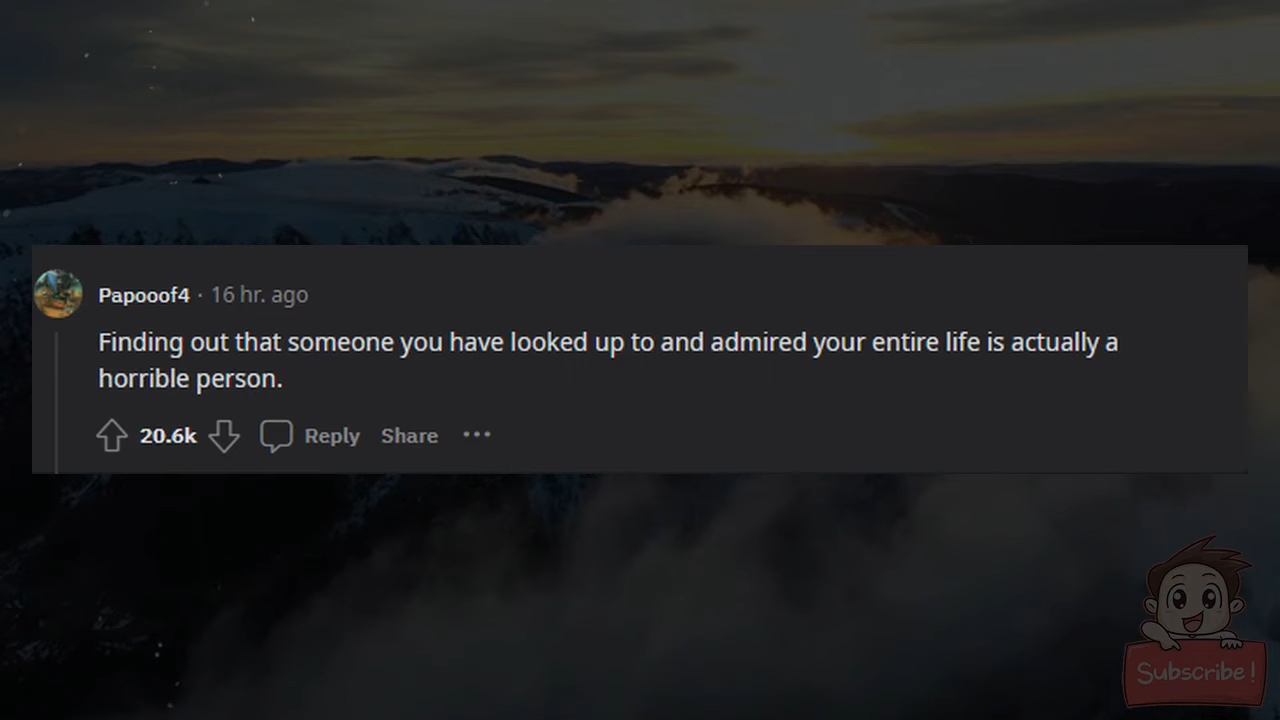 Papooof4 · 16 hr. ago
Finding out that someone you have looked up to and admired your entire life is actually a
horrible person.
20.6k Reply Share ···
Subscribe!